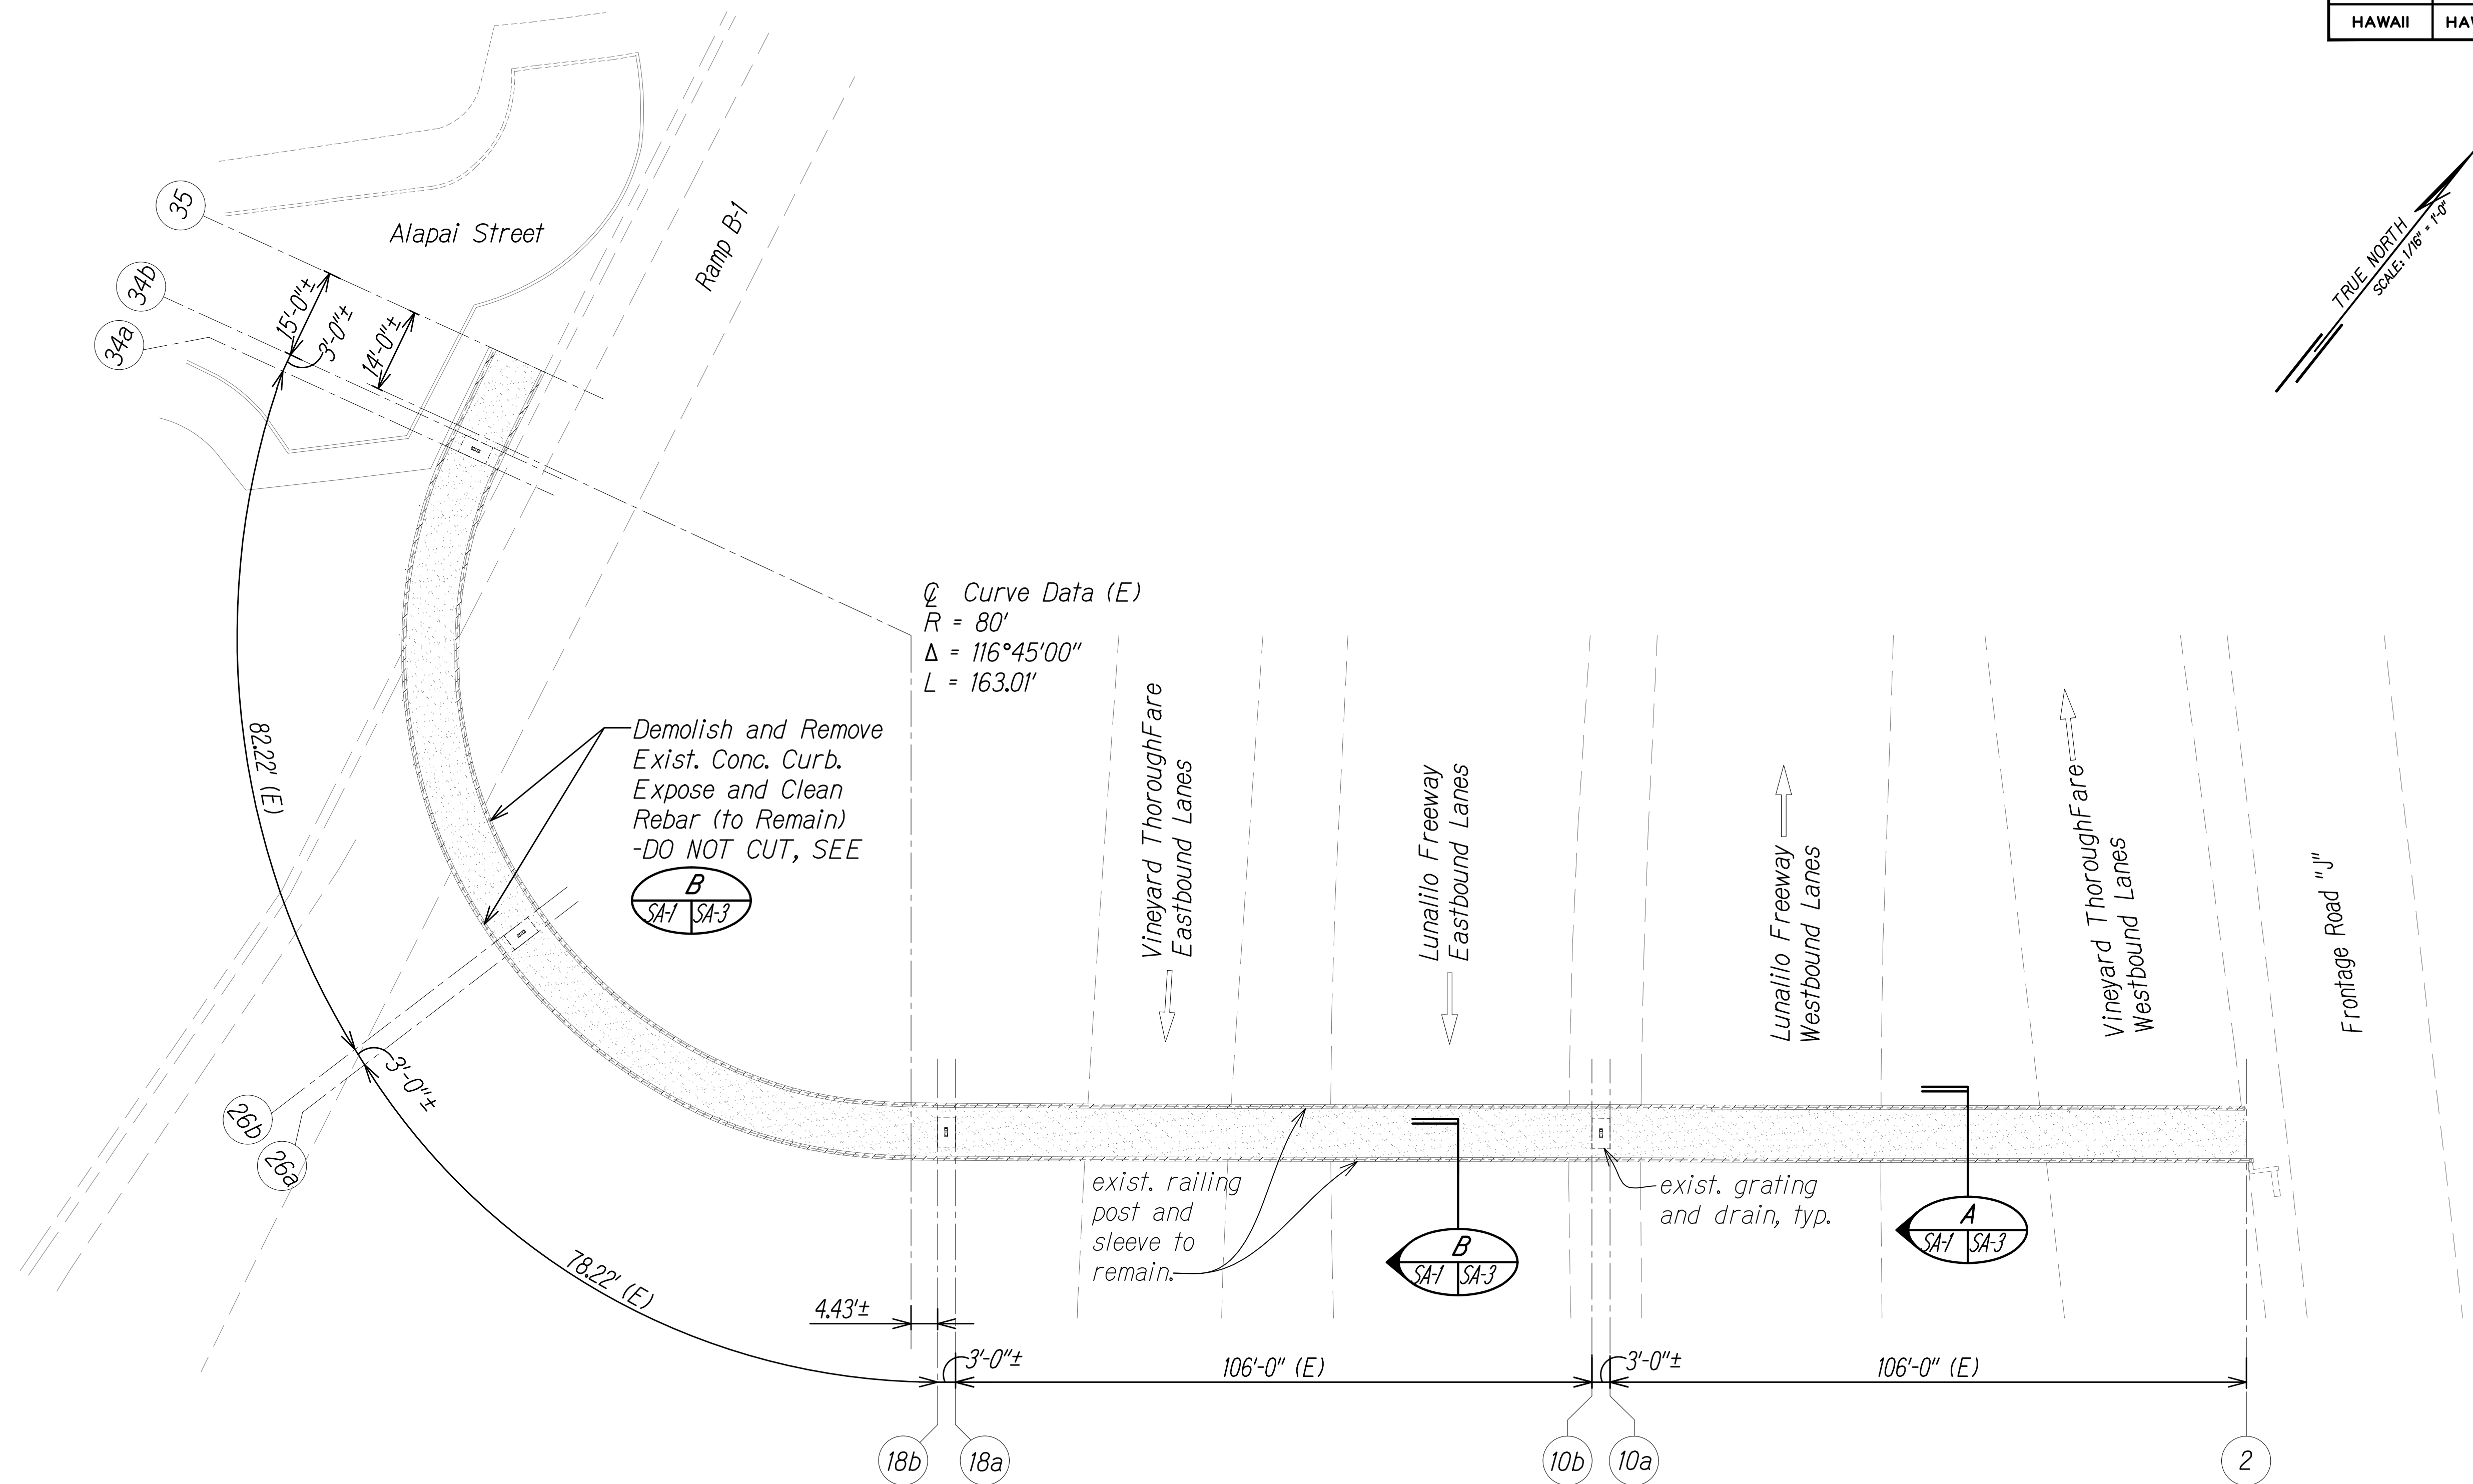 HAWAII
TRUE NORTH
SCALE: 1/16" = 1'-0"
35
34b
34a
15'-0"±
3'-0"±
14'-0"±
Alapai Street
Ramp B-1
℄ Curve Data (E)
R = 80'
Δ = 116°45'00"
L = 163.01'
Demolish and Remove
Exist. Conc. Curb.
Expose and Clean
Rebar (to Remain)
-DO NOT CUT, SEE
B
SA-1 SA-3
82.22' (E)
3'-0"±
26b
26a
78.22' (E)
Vineyard ThoroughFare
Eastbound Lanes
Lunalilo Freeway
Eastbound Lanes
Lunalilo Freeway
Westbound Lanes
Vineyard ThoroughFare
Westbound Lanes
Frontage Road "J"
exist. railing
post and
sleeve to
remain.
B
SA-1 SA-3
exist. grating
and drain, typ.
A
SA-1 SA-3
4.43'±
3'-0"±
106'-0" (E)
3'-0"±
106'-0" (E)
18b
18a
10b
10a
2